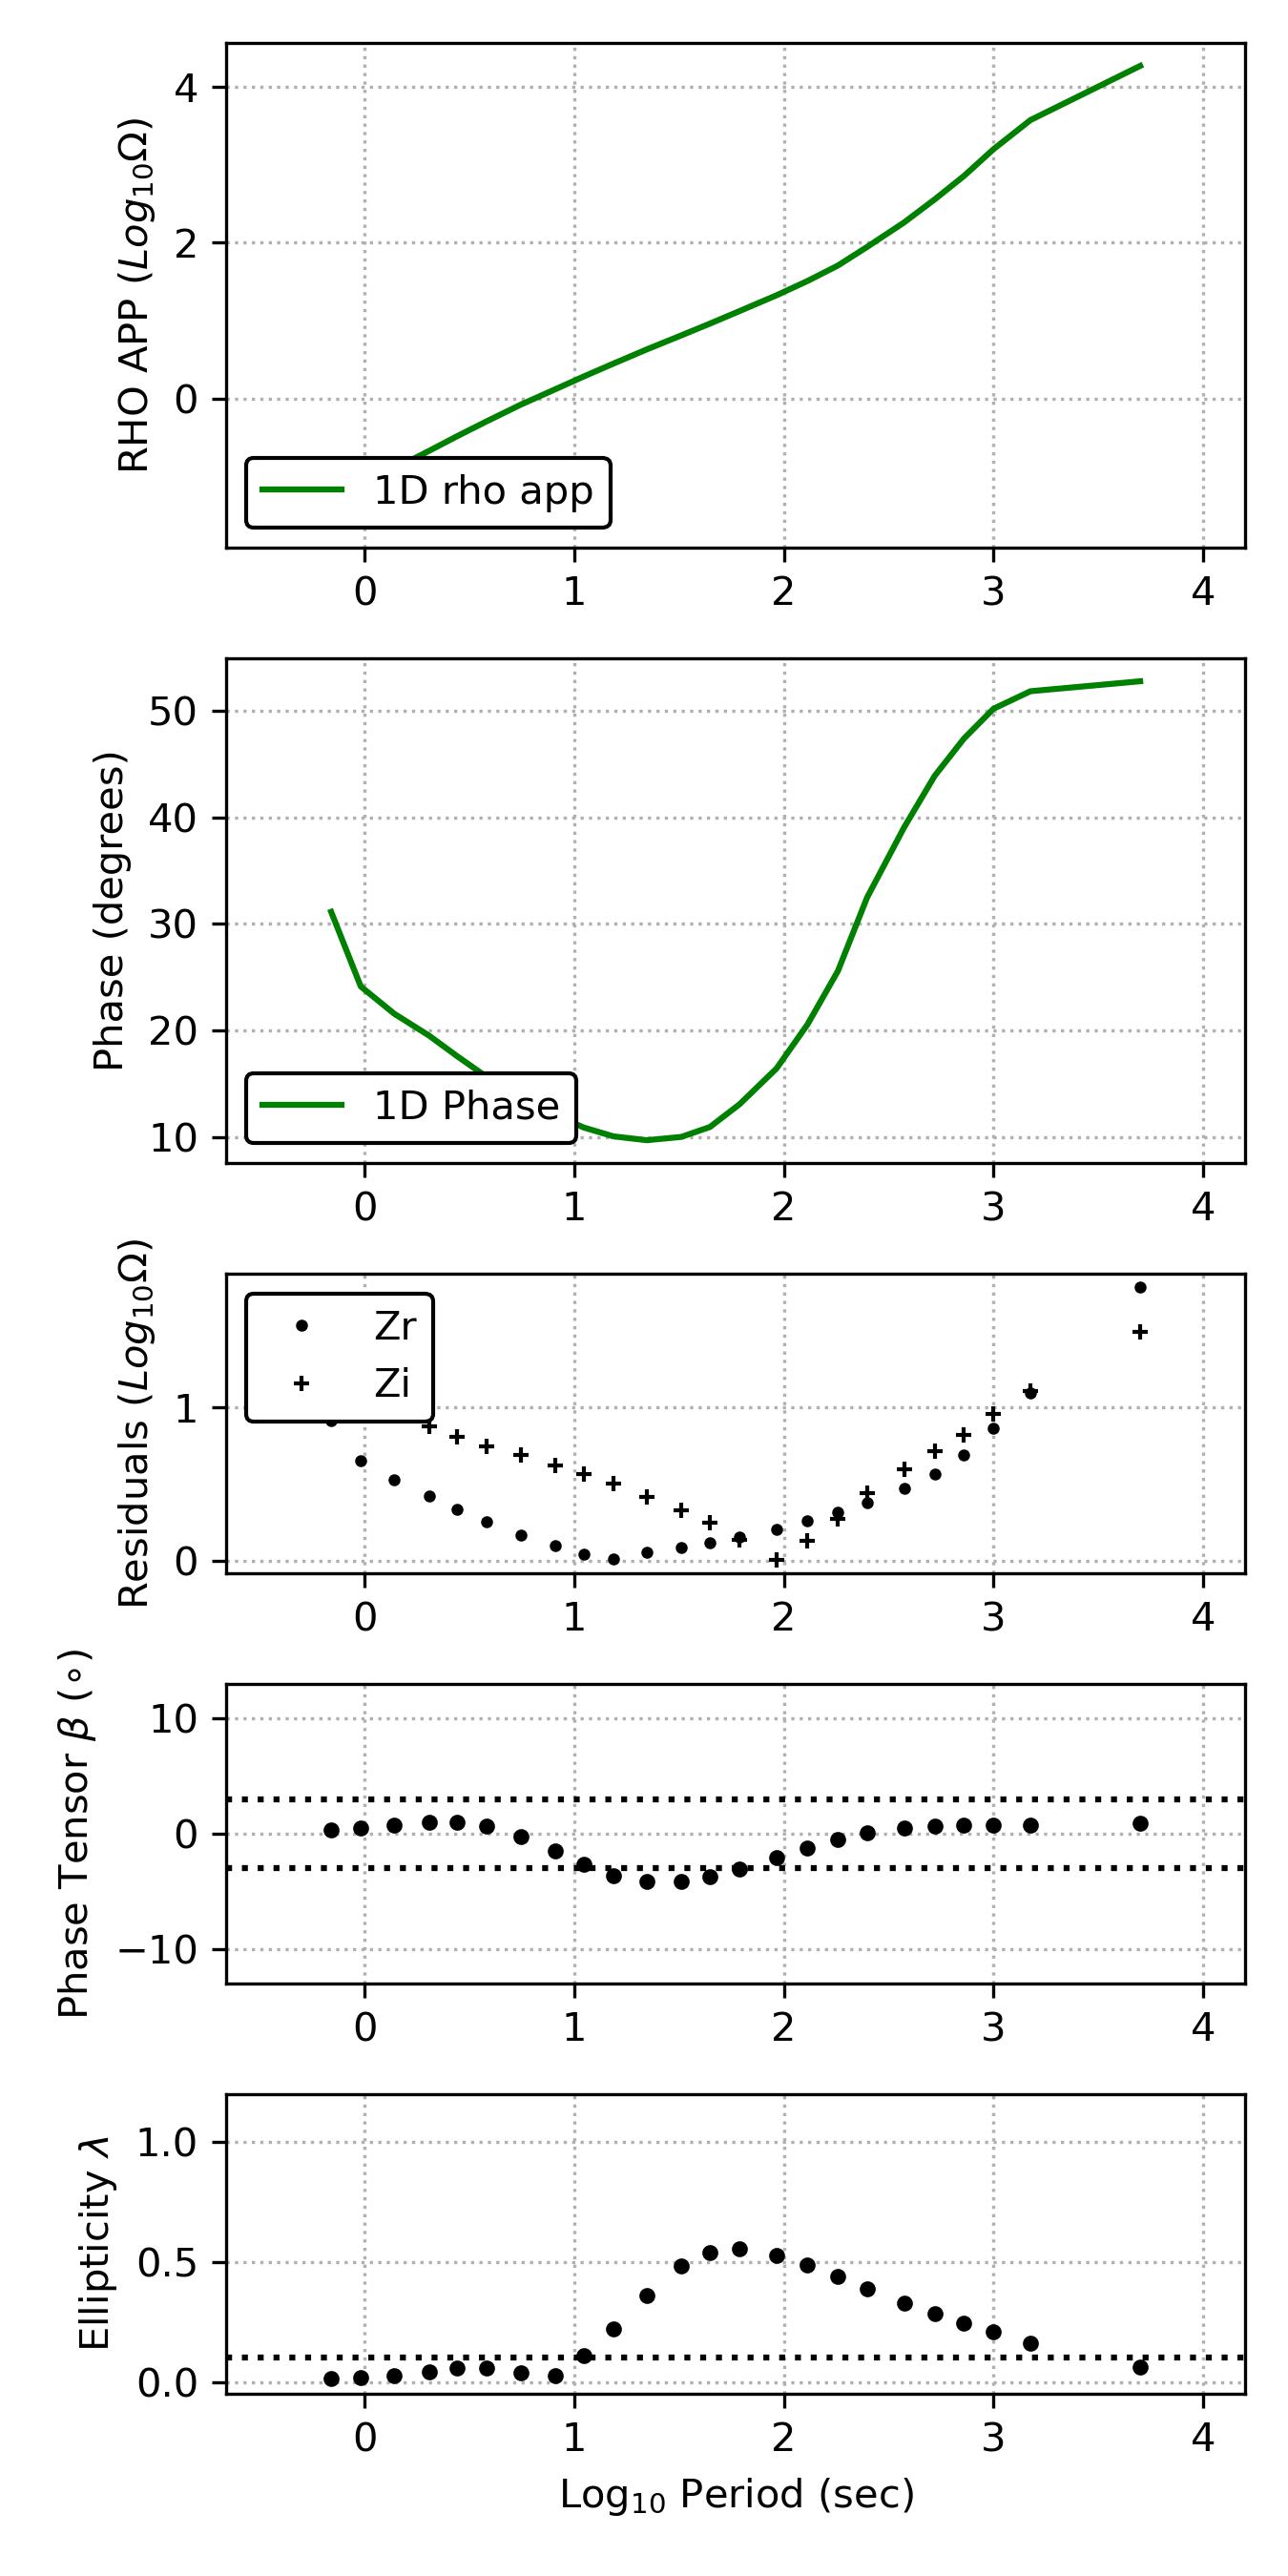 RHO APP (Log₁₀Ω)
4
2
0
1D rho app
0 1 2 3 4
Phase (degrees)
50
40
30
20
10
1D Phase
0 1 2 3 4
Residuals (Log₁₀Ω)
Zr
Zi
1
0
0 1 2 3 4
Phase Tensor β (∘)
10
0
−10
0 1 2 3 4
Ellipticity λ
1.0
0.5
0.0
0 1 2 3 4
Log₁₀ Period (sec)